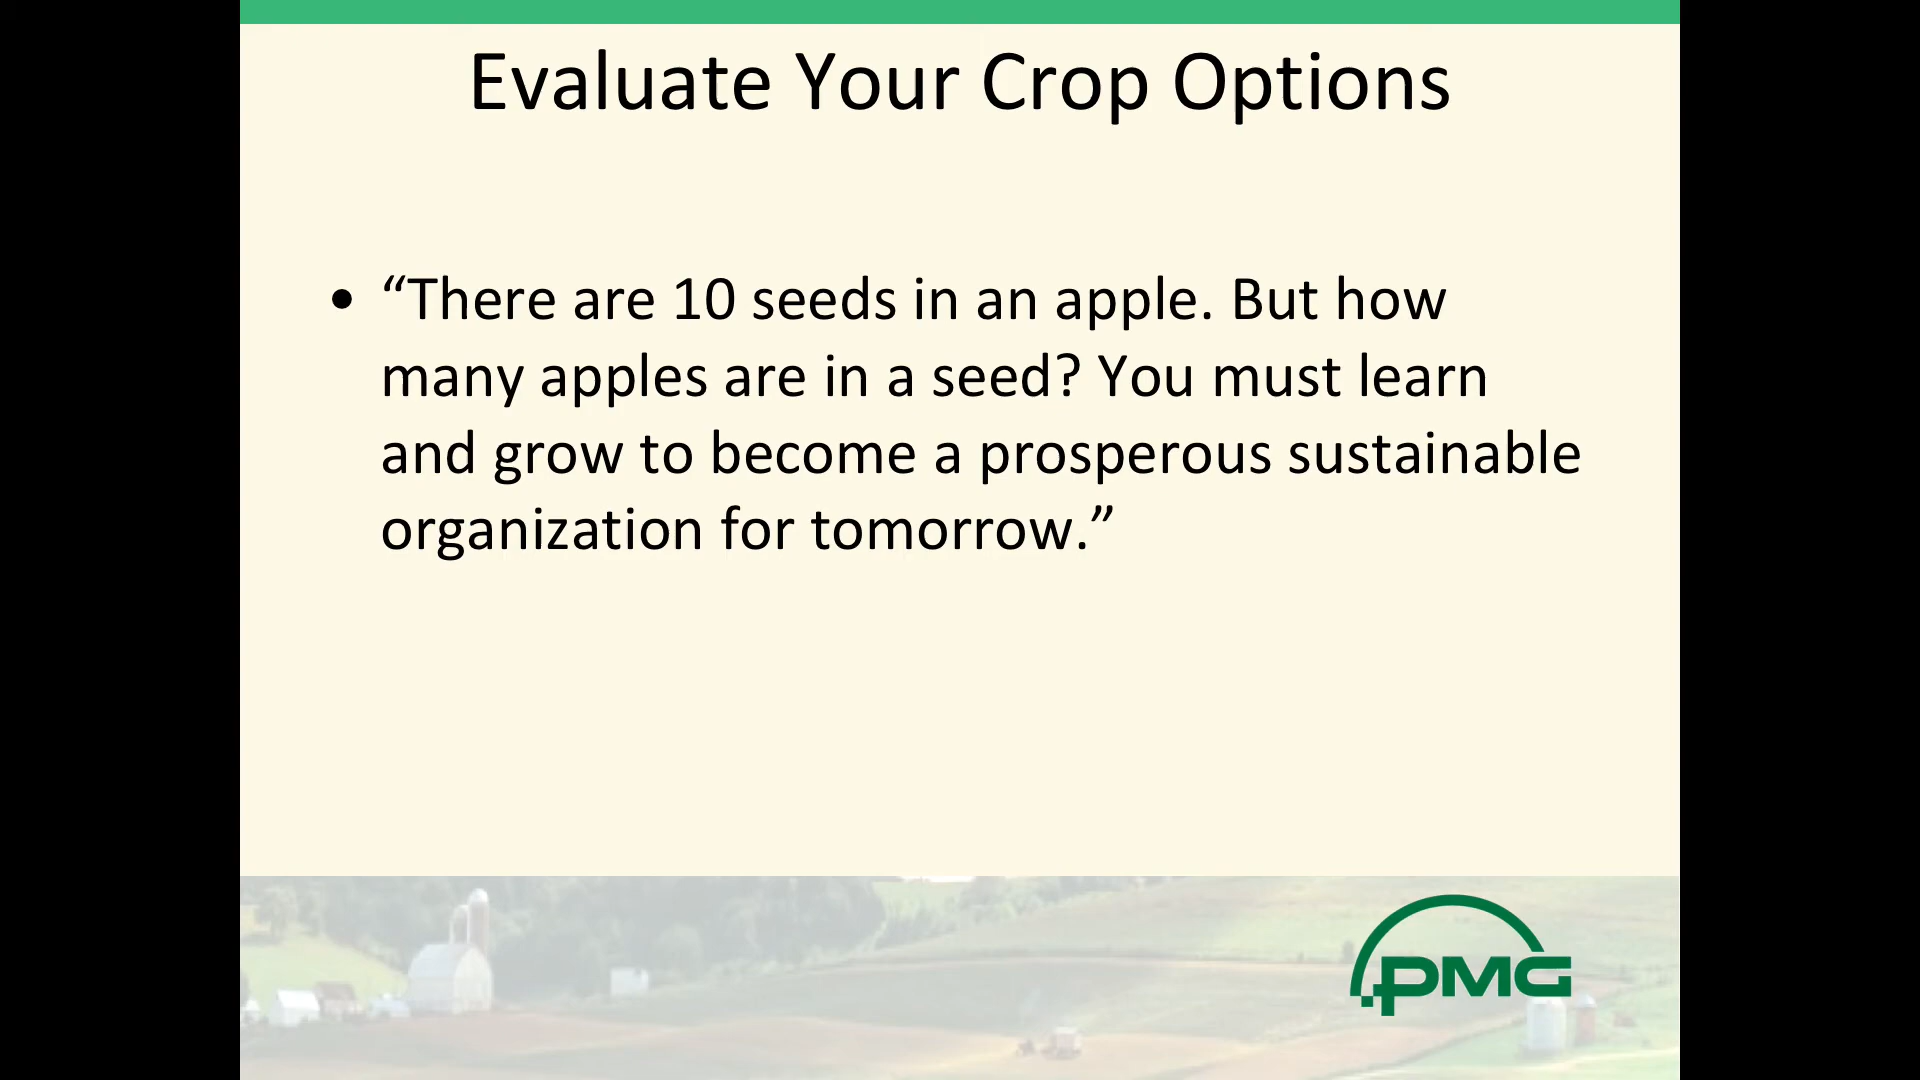 Evaluate Your Crop Options
• “There are 10 seeds in an apple. But how
many apples are in a seed? You must learn
and grow to become a prosperous sustainable
organization for tomorrow.”
PMG